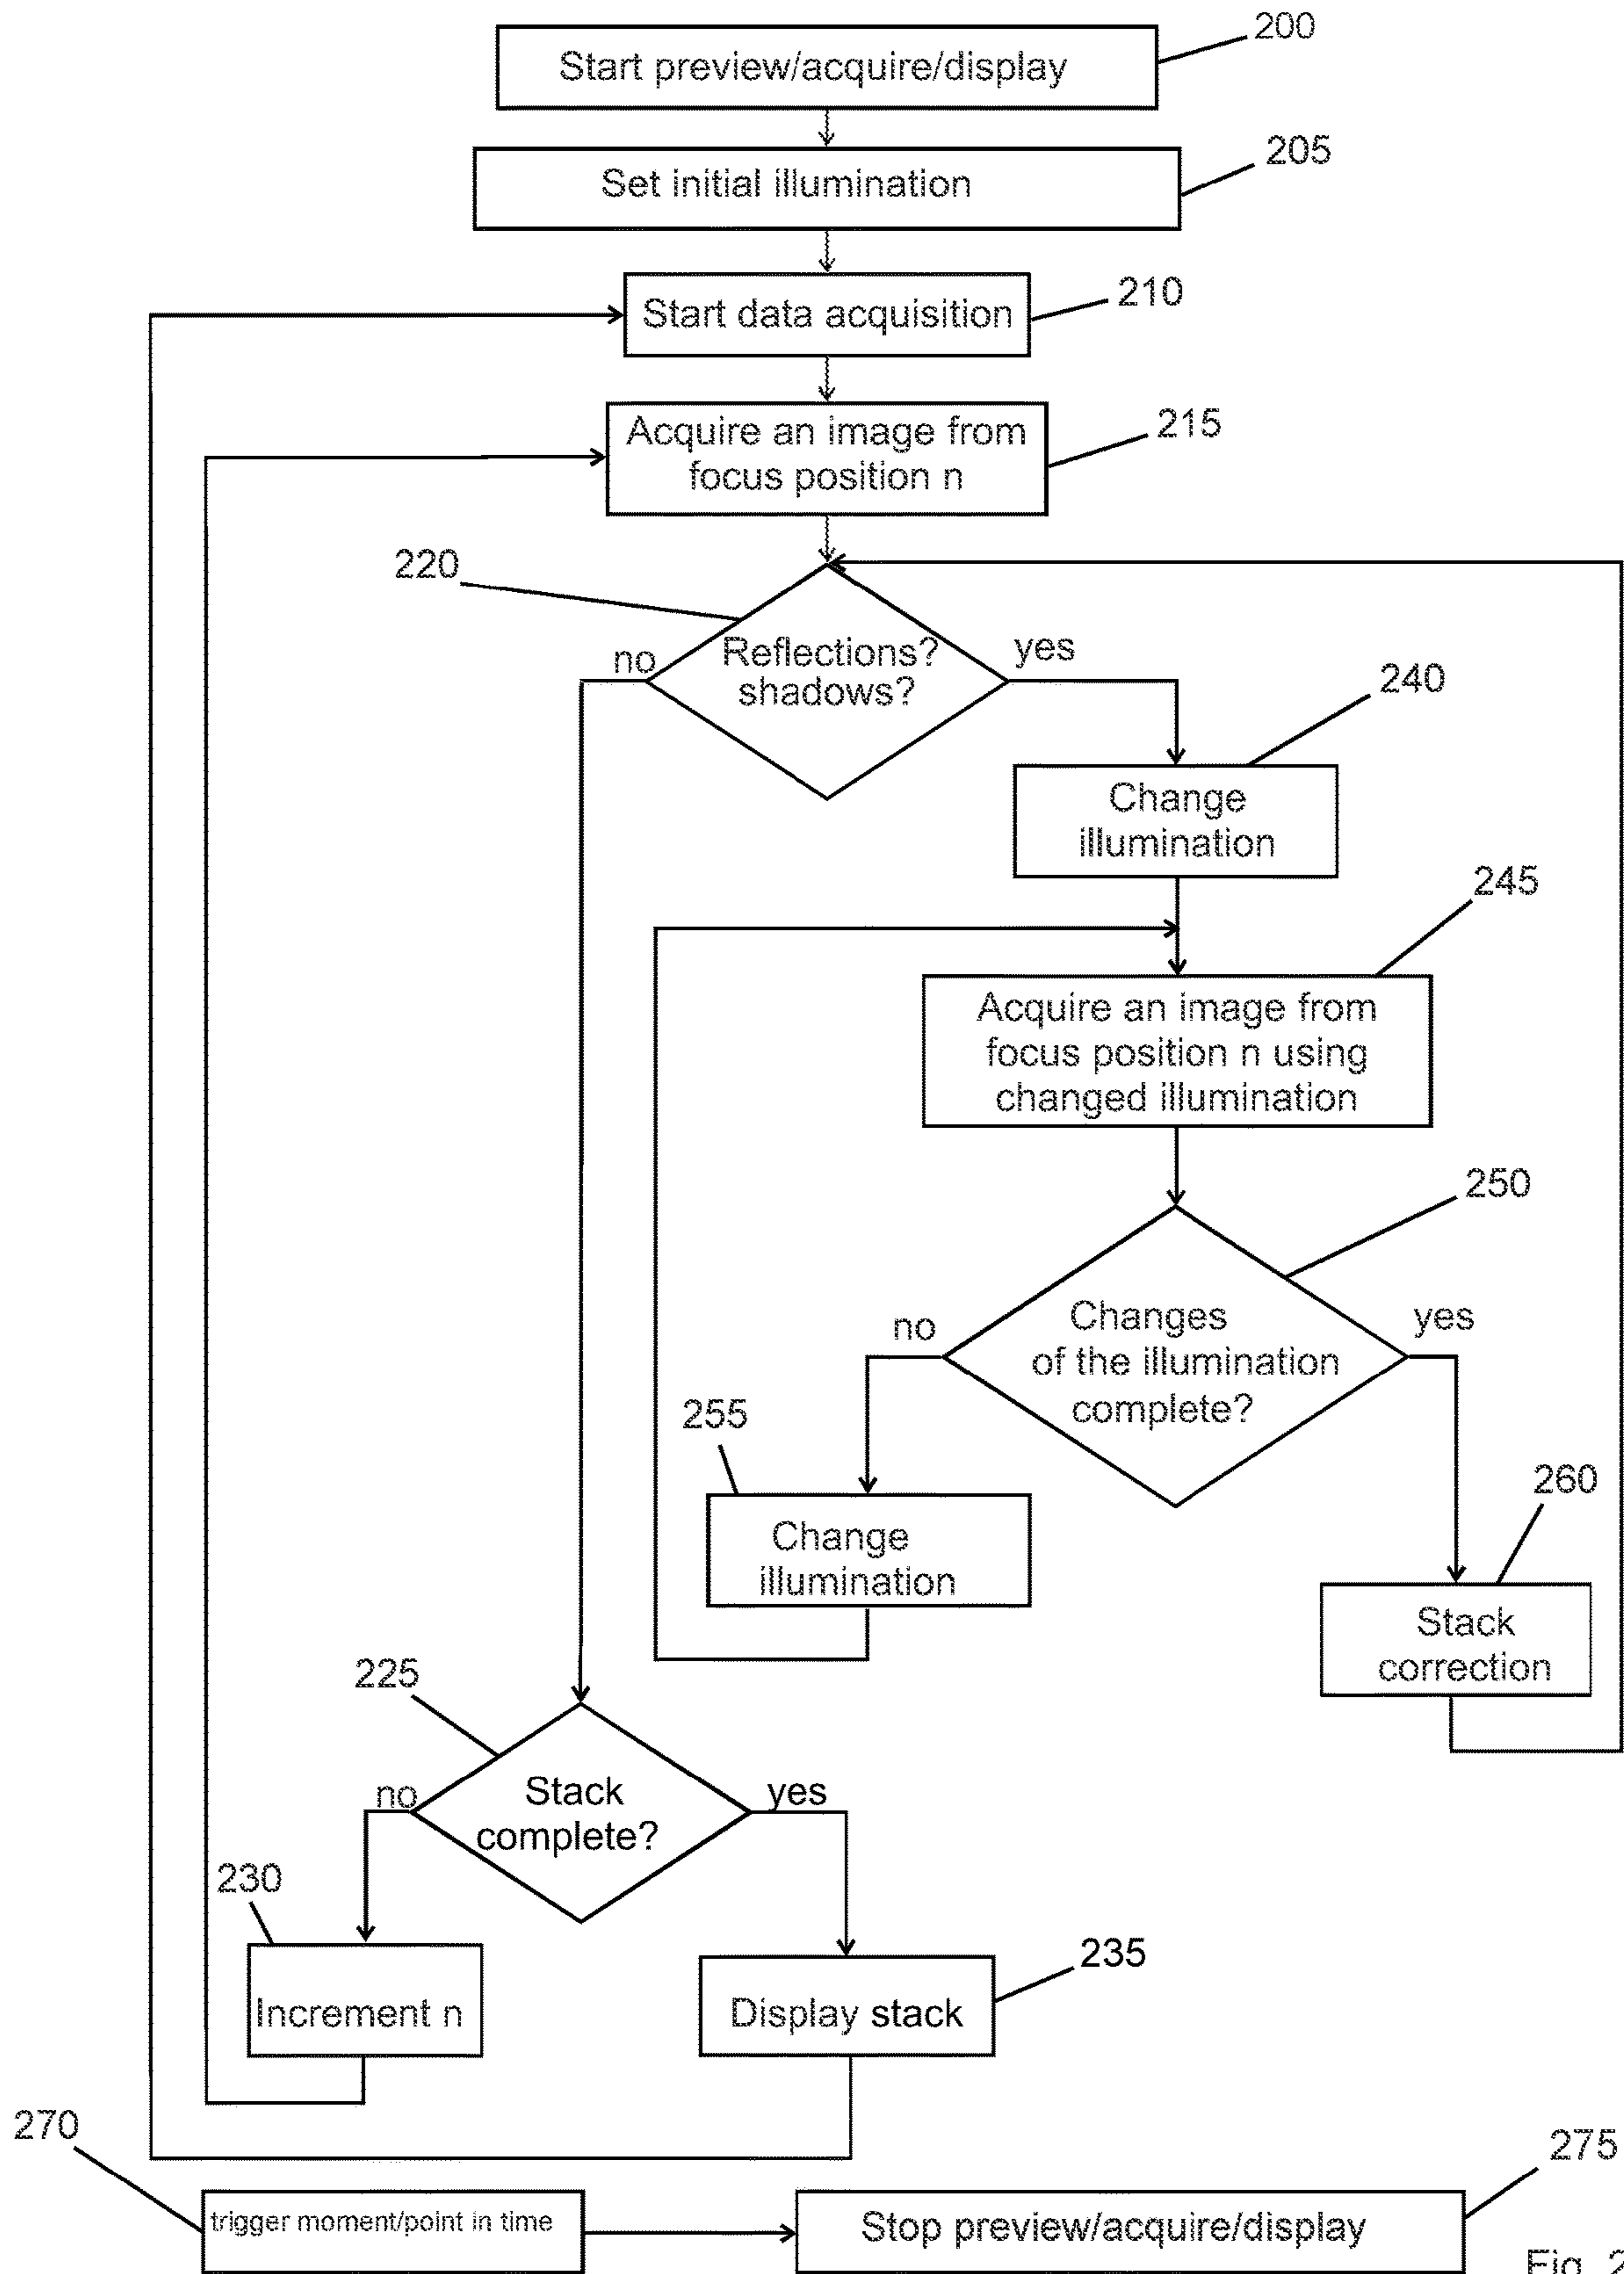 200
Start preview/acquire/display
205
Set initial illumination
210
Start data acquisition
215
Acquire an image from
focus position n
220
no
Reflections?
shadows?
yes
240
Change
illumination
245
Acquire an image from
focus position n using
changed illumination
250
no
Changes
of the illumination
complete?
yes
255
Change
illumination
260
Stack
correction
225
no
Stack
complete?
yes
230
Increment n
235
Display stack
270
trigger moment/point in time
275
Stop preview/acquire/display
Fig. 2